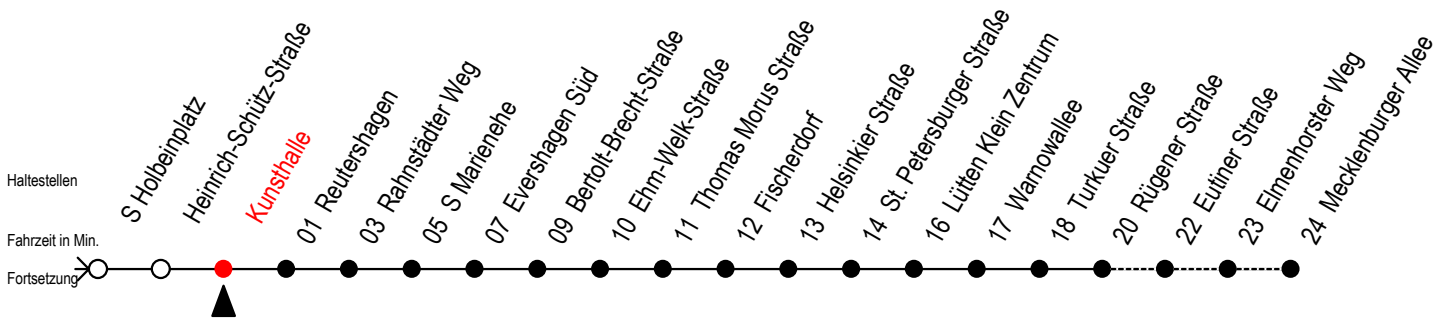 Haltestellen
Fahrzeit in Min.
Fortsetzung
S Holbeinplatz
Heinrich-Schütz-Straße
Kunsthalle
01 Reutershagen
03 Rahnstädter Weg
05 S Marienehe
07 Evershagen Süd
09 Bertolt-Brecht-Straße
10 Ehm-Welk-Straße
11 Thomas Morus Straße
12 Fischerdorf
13 Helsinkier Straße
14 St. Petersburger Straße
16 Lütten Klein Zentrum
17 Warnowallee
18 Turkuer Straße
20 Rügener Straße
22 Eutiner Straße
23 Elmenhorster Weg
24 Mecklenburger Allee